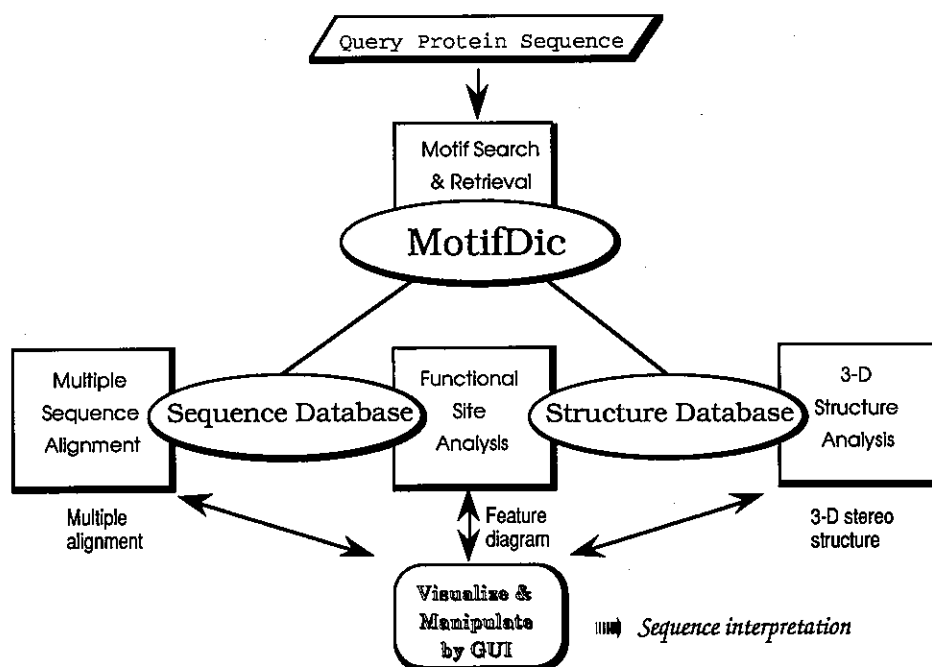 Query Protein Sequence
Motif Search
& Retrieval
MotifDic
Multiple
Sequence
Alignment
Sequence Database
Functional
Site
Analysis
Structure Database
3-D
Structure
Analysis
Multiple
alignment
Feature
diagram
3-D stereo
structure
Visualize &
Manipulate
by GUI
Sequence interpretation